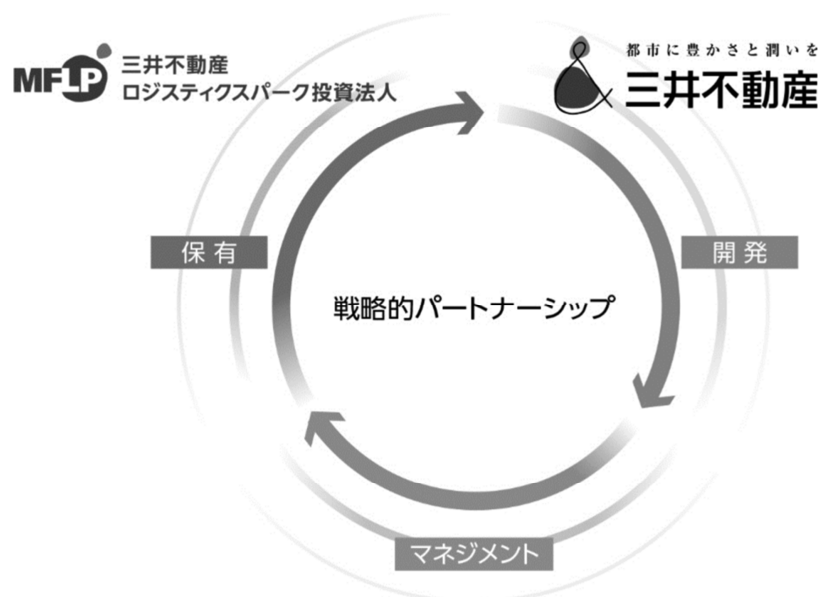 MFLP
三井不動産
ロジスティクスパーク投資法人
都市に豊かさと潤いを
三井不動産
保有
開発
戦略的パートナーシップ
マネジメント